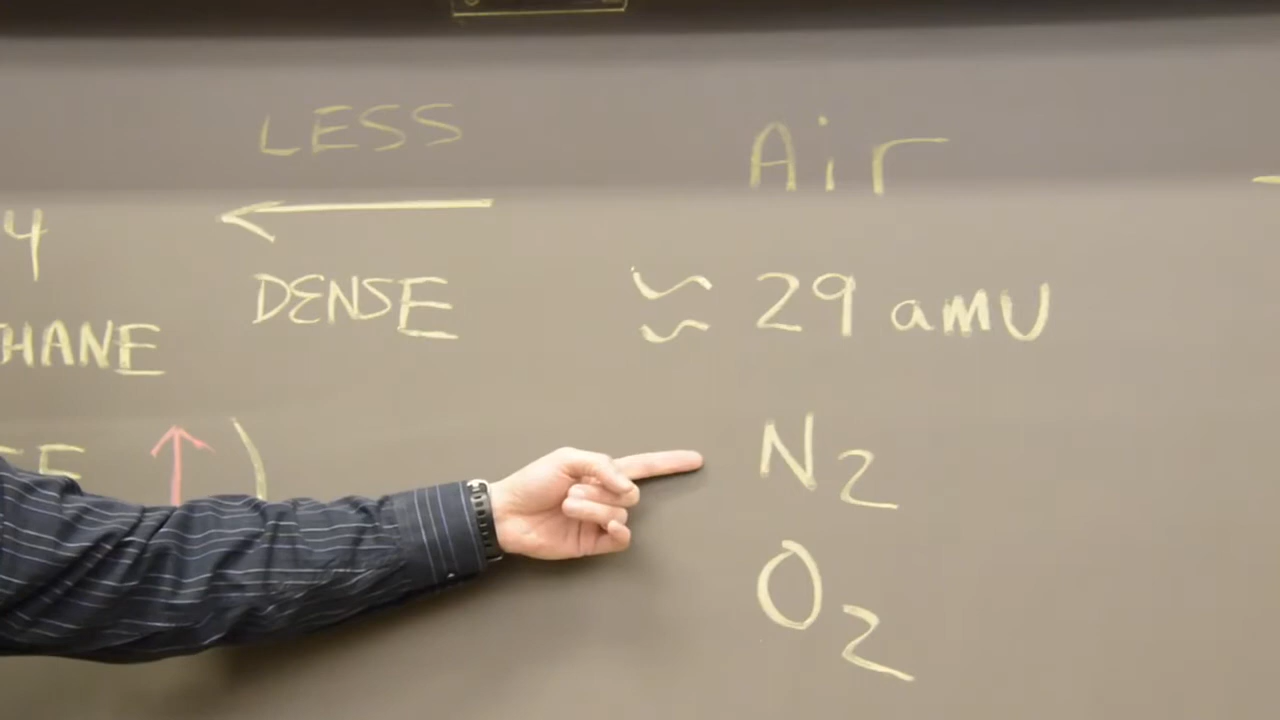 LESS
Air
4
DENSE
≈ 29 amU
HANE
N2
)
O2